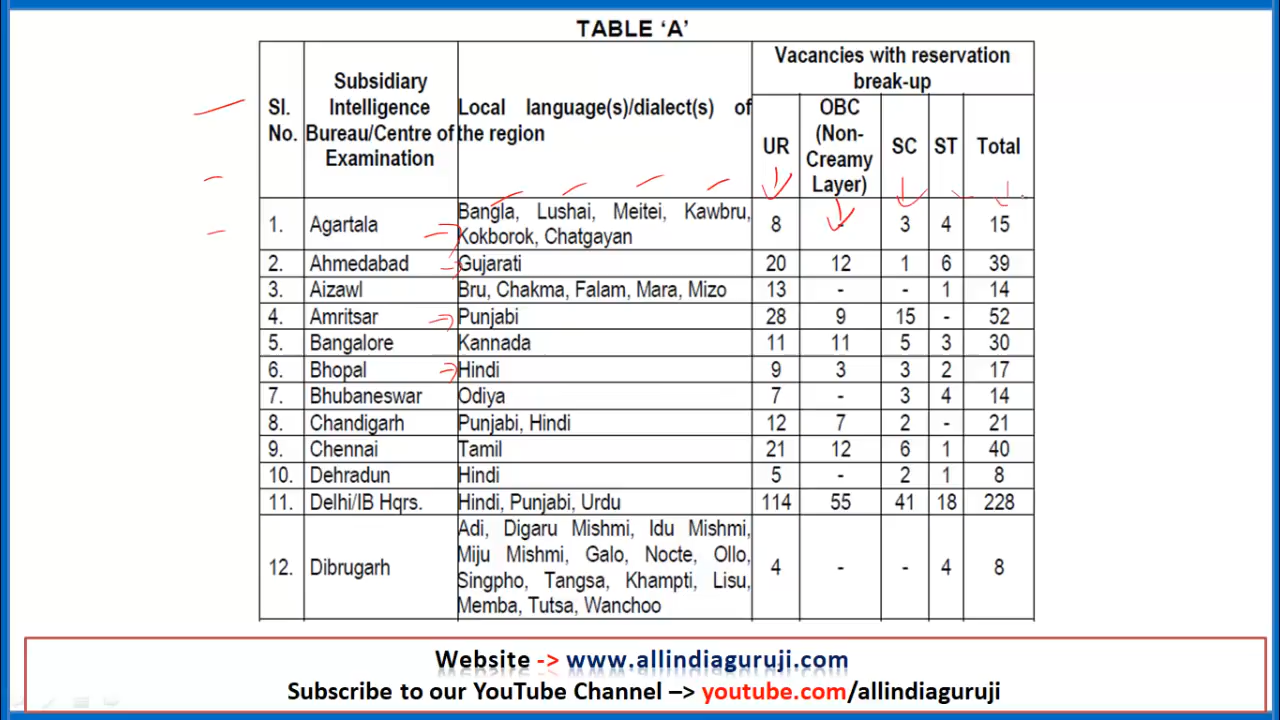 TABLE ‘A’
Sl. No. Subsidiary Intelligence Bureau/Centre of Examination Local language(s)/dialect(s) of the region Vacancies with reservation break-up
UR OBC (Non-Creamy Layer) SC ST Total
1. Agartala Bangla, Lushai, Meitei, Kawbru, Kokborok, Chatgayan 8 - 3 4 15
2. Ahmedabad Gujarati 20 12 1 6 39
3. Aizawl Bru, Chakma, Falam, Mara, Mizo 13 - - 1 14
4. Amritsar Punjabi 28 9 15 - 52
5. Bangalore Kannada 11 11 5 3 30
6. Bhopal Hindi 9 3 3 2 17
7. Bhubaneswar Odiya 7 - 3 4 14
8. Chandigarh Punjabi, Hindi 12 7 2 - 21
9. Chennai Tamil 21 12 6 1 40
10. Dehradun Hindi 5 - 2 1 8
11. Delhi/IB Hqrs. Hindi, Punjabi, Urdu 114 55 41 18 228
12. Dibrugarh Adi, Digaru Mishmi, Idu Mishmi, Miju Mishmi, Galo, Nocte, Ollo, Singpho, Tangsa, Khampti, Lisu, Memba, Tutsa, Wanchoo 4 - - 4 8
Website -> www.allindiaguruji.com
Subscribe to our YouTube Channel –> youtube.com/allindiaguruji